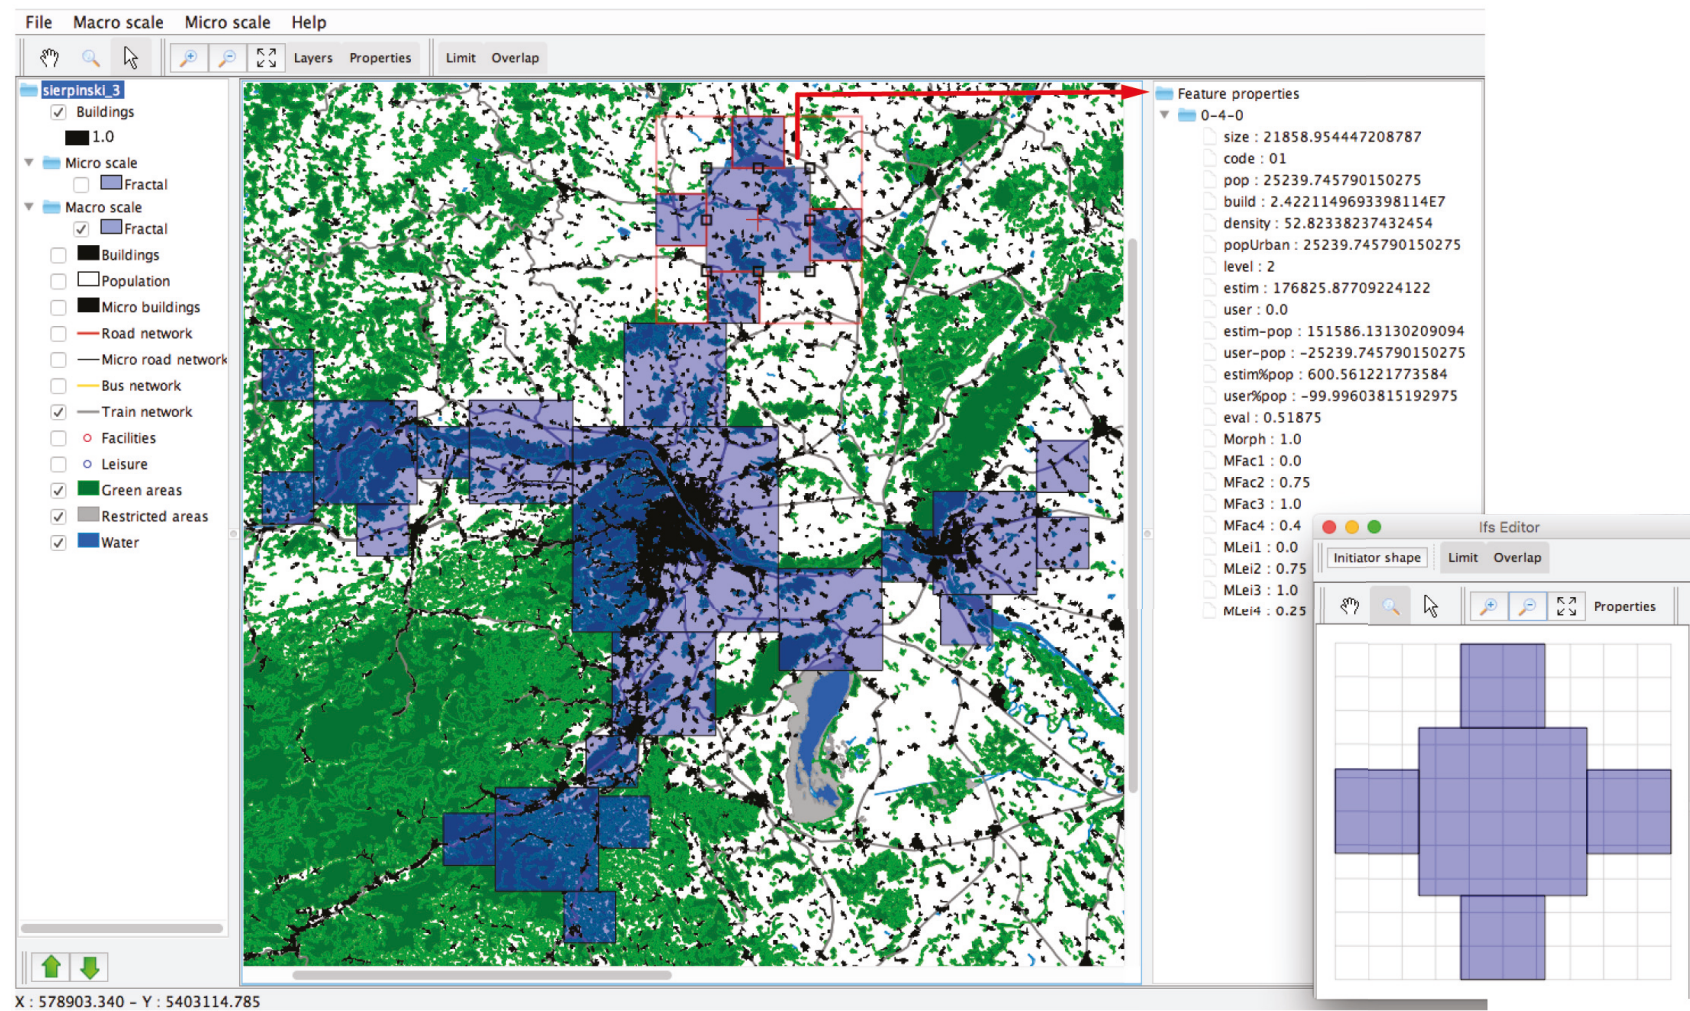 File Macro scale Micro scale Help
Layers Properties Limit Overlap
sierpinski_3
Buildings
1.0
Micro scale
Fractal
Macro scale
Fractal
Buildings
Population
Micro buildings
Road network
Micro road network
Bus network
Train network
Facilities
Leisure
Green areas
Restricted areas
Water
Feature properties
0-4-0
size : 21858.954447208787
code : 01
pop : 25239.745790150275
build : 2.4221149693398114E7
density : 52.82338237432454
popUrban : 25239.745790150275
level : 2
estim : 176825.87709224122
user : 0.0
estim-pop : 151586.13130209094
user-pop : -25239.745790150275
estim%pop : 600.561221773584
user%pop : -99.99603815192975
eval : 0.51875
Morph : 1.0
MFac1 : 0.0
MFac2 : 0.75
MFac3 : 1.0
MFac4 : 0.4
MLei1 : 0.0
MLei2 : 0.75
MLei3 : 1.0
MLei4 : 0.25
Ifs Editor
Initiator shape Limit Overlap
Properties
X : 578903.340 - Y : 5403114.785